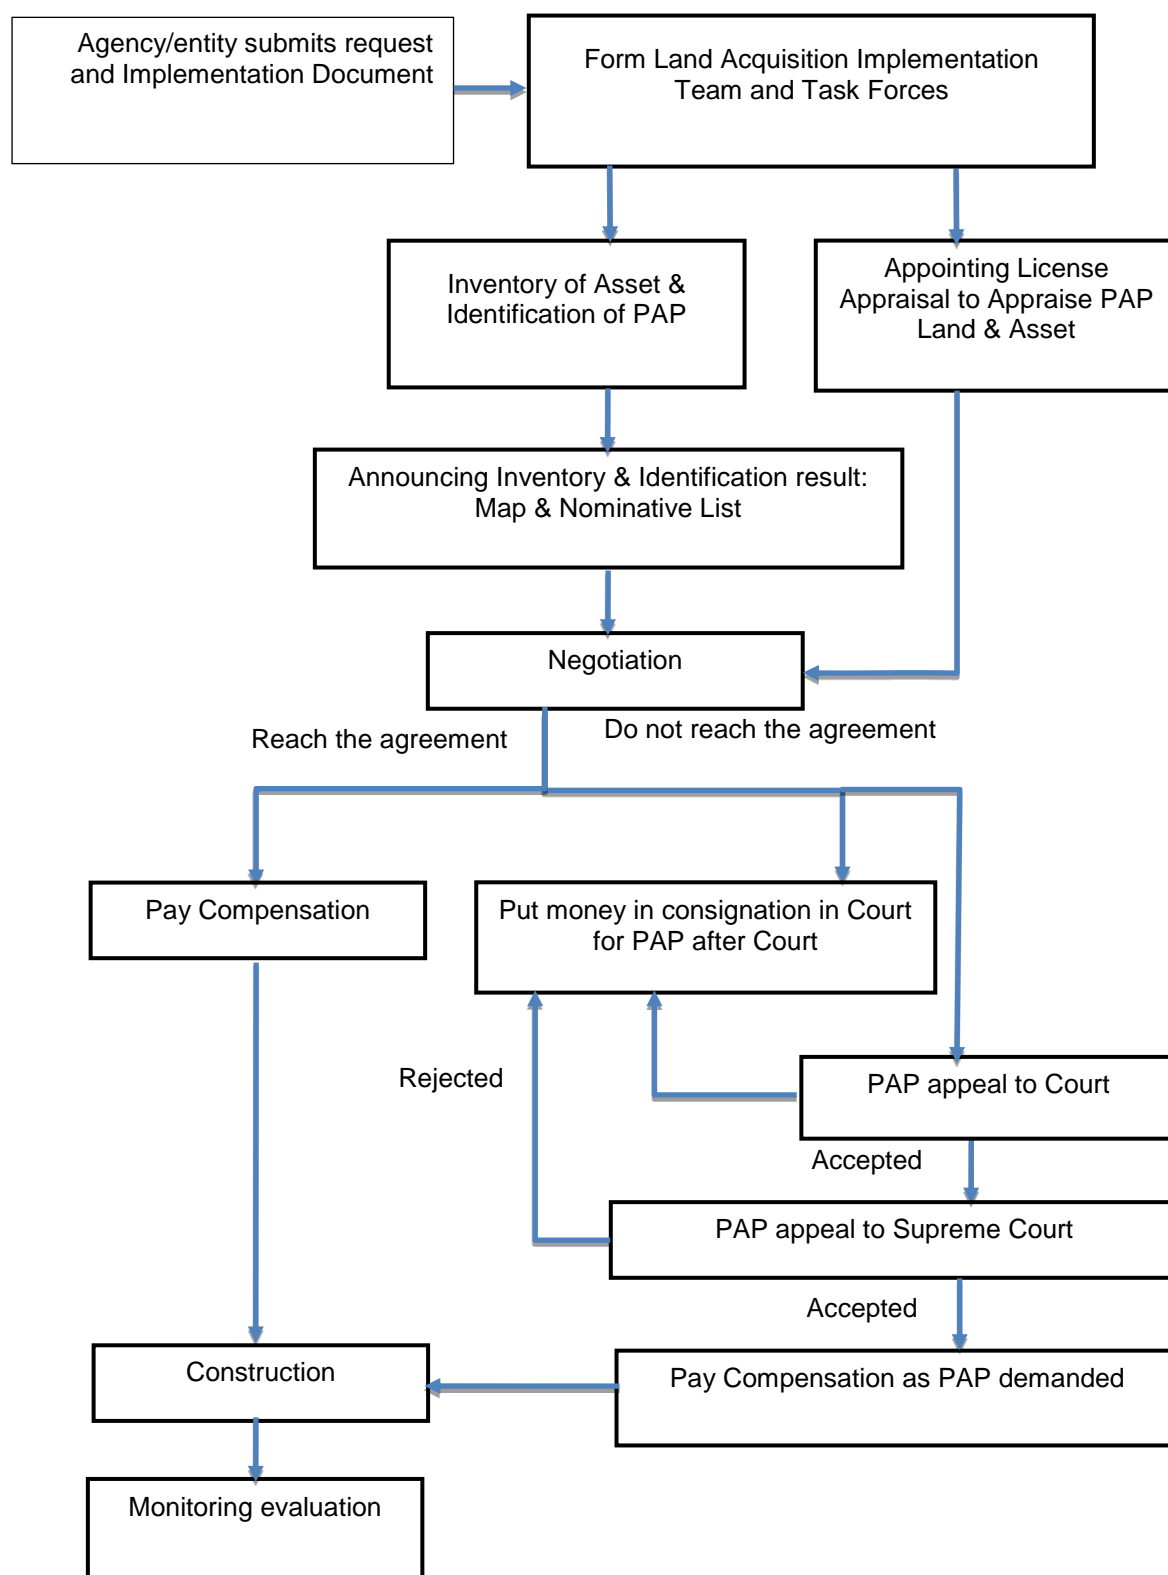 Agency/entity submits request
and Implementation Document
Form Land Acquisition Implementation
Team and Task Forces
Inventory of Asset &
Identification of PAP
Appointing License
Appraisal to Appraise PAP
Land & Asset
Announcing Inventory & Identification result:
Map & Nominative List
Negotiation
Reach the agreement
Do not reach the agreement
Pay Compensation
Put money in consignation in Court
for PAP after Court
Rejected
PAP appeal to Court
Accepted
PAP appeal to Supreme Court
Accepted
Construction
Pay Compensation as PAP demanded
Monitoring evaluation